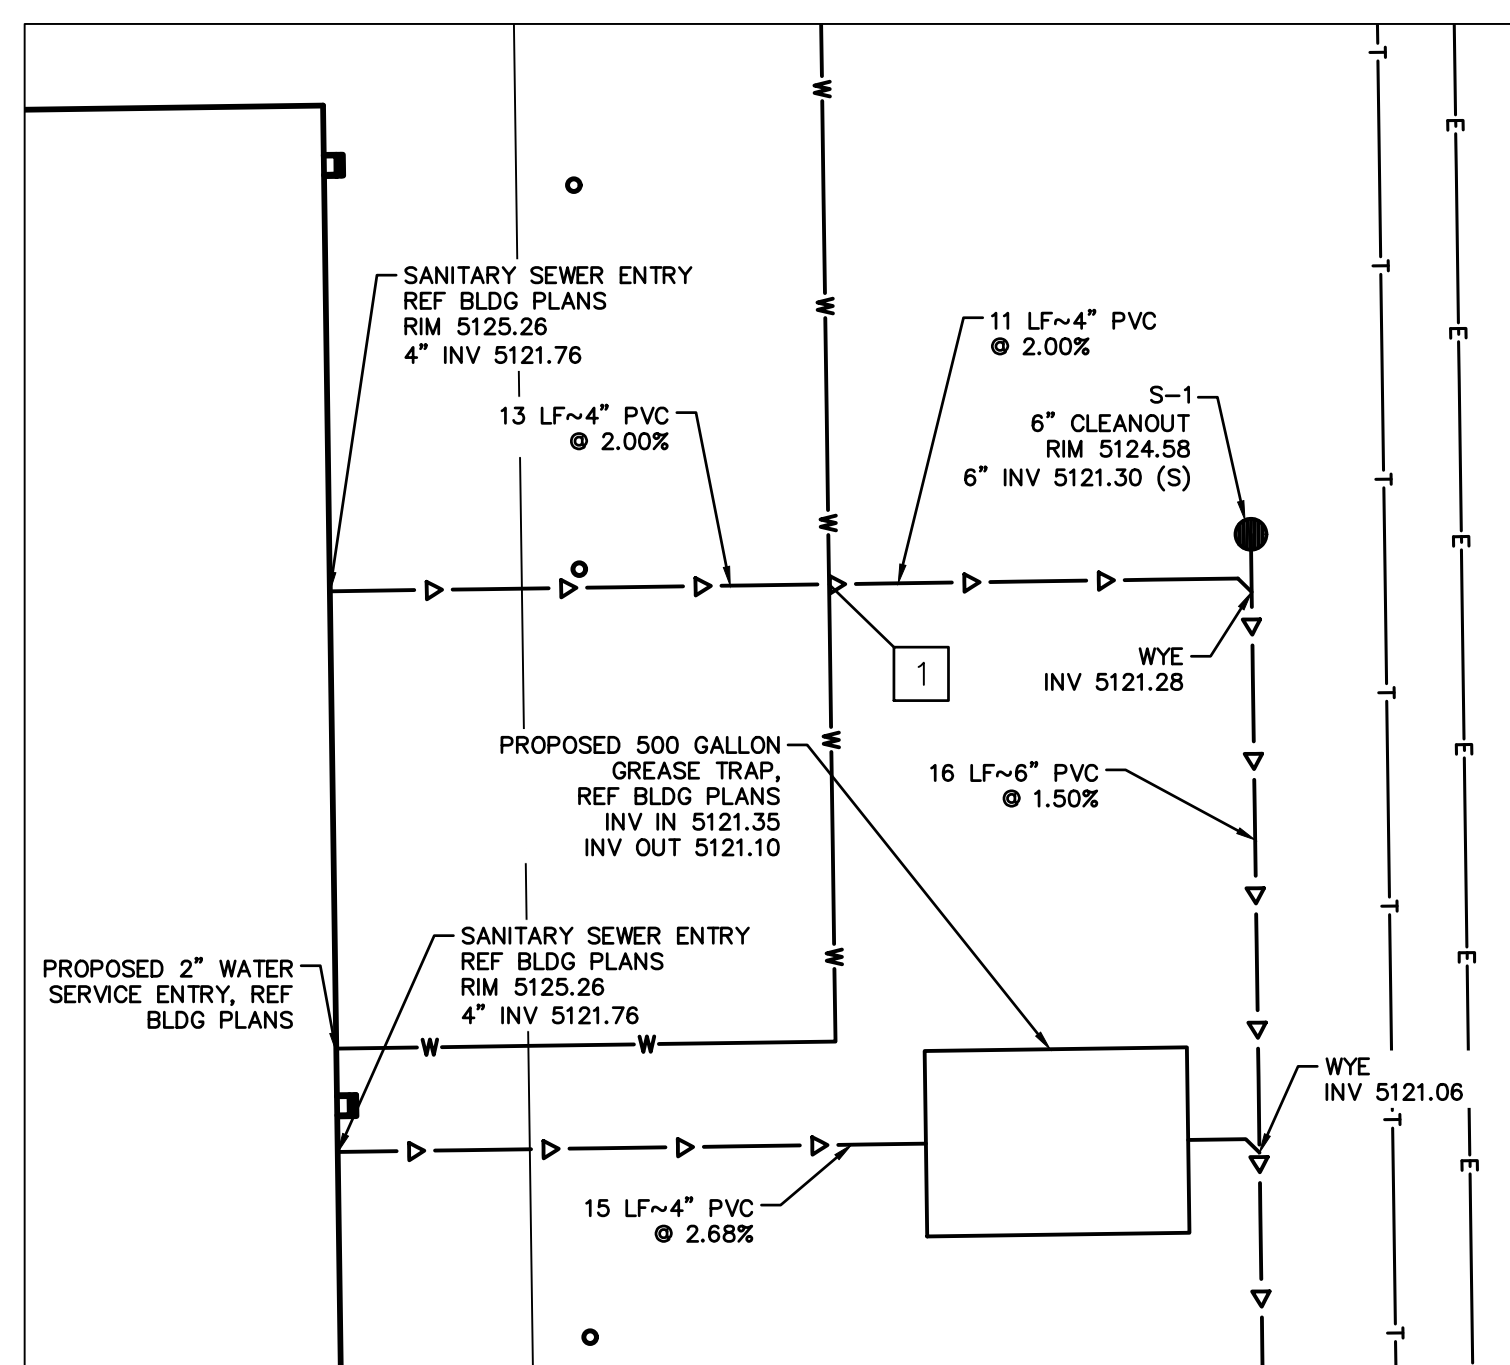 SANITARY SEWER ENTRY
REF BLDG PLANS
RIM 5125.26
4" INV 5121.76
11 LF~4" PVC
@ 2.00%
13 LF~4" PVC
@ 2.00%
S-1
6" CLEANOUT
RIM 5124.58
6" INV 5121.30 (S)
1
WYE
INV 5121.28
PROPOSED 500 GALLON
GREASE TRAP,
REF BLDG PLANS
INV IN 5121.35
INV OUT 5121.10
16 LF~6" PVC
@ 1.50%
PROPOSED 2" WATER
SERVICE ENTRY, REF
BLDG PLANS
SANITARY SEWER ENTRY
REF BLDG PLANS
RIM 5125.26
4" INV 5121.76
WYE
INV 5121.06
15 LF~4" PVC
@ 2.68%
W
W
W
W
W
W
W
T
T
T
T
T
T
T
E
E
E
E
E
E